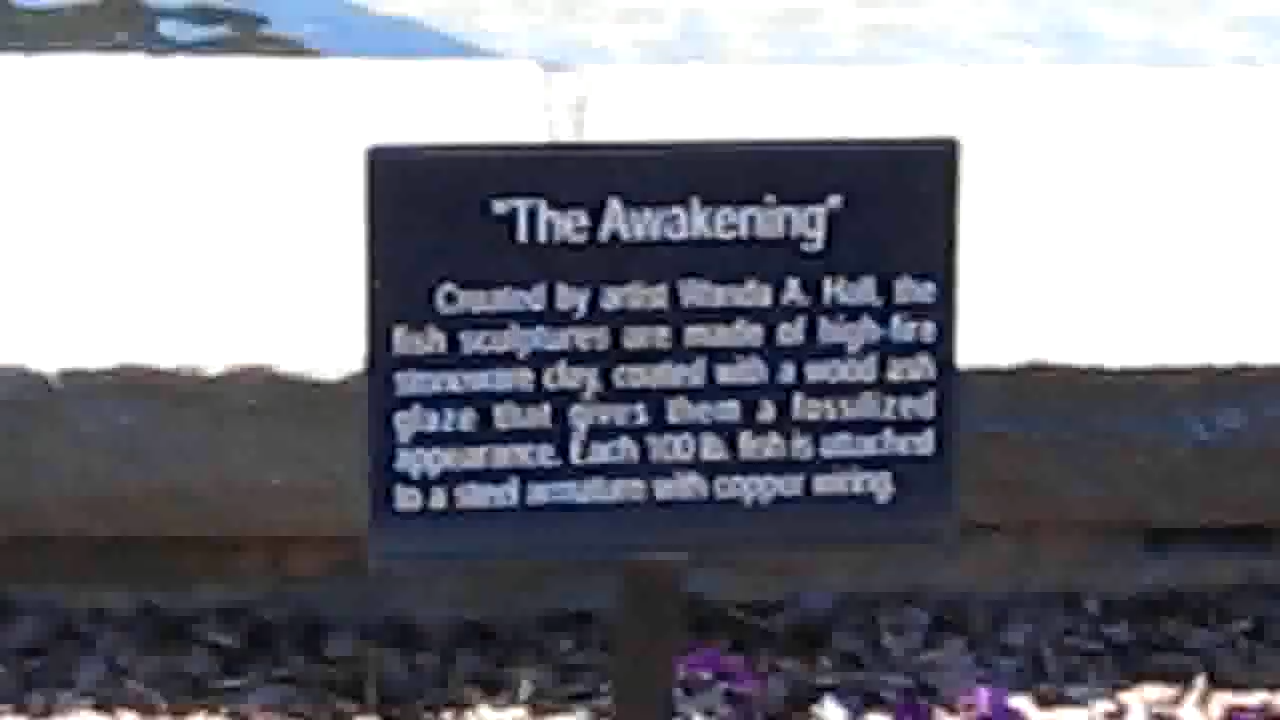 "The Awakening"
Created by artist Wanda A. Hall, the
fish sculptures are made of high-fire
stoneware clay, coated with a wood ash
glaze that gives them a fossilized
appearance. Each 100 lb. fish is attached
to a steel armature with copper wiring.